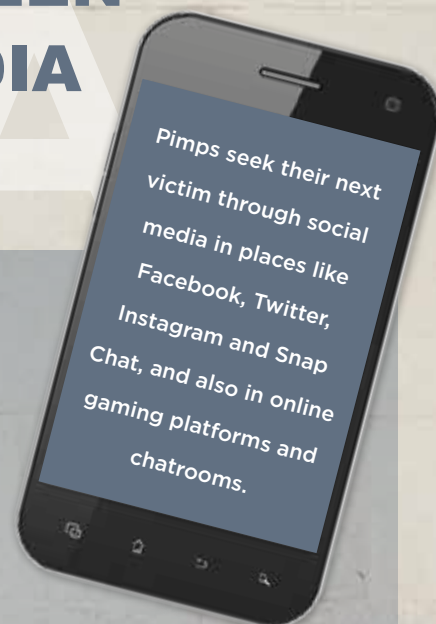 DIA
Pimps seek their next
victim through social
media in places like
Facebook, Twitter,
Instagram and Snap
Chat, and also in online
gaming platforms and
chatrooms.